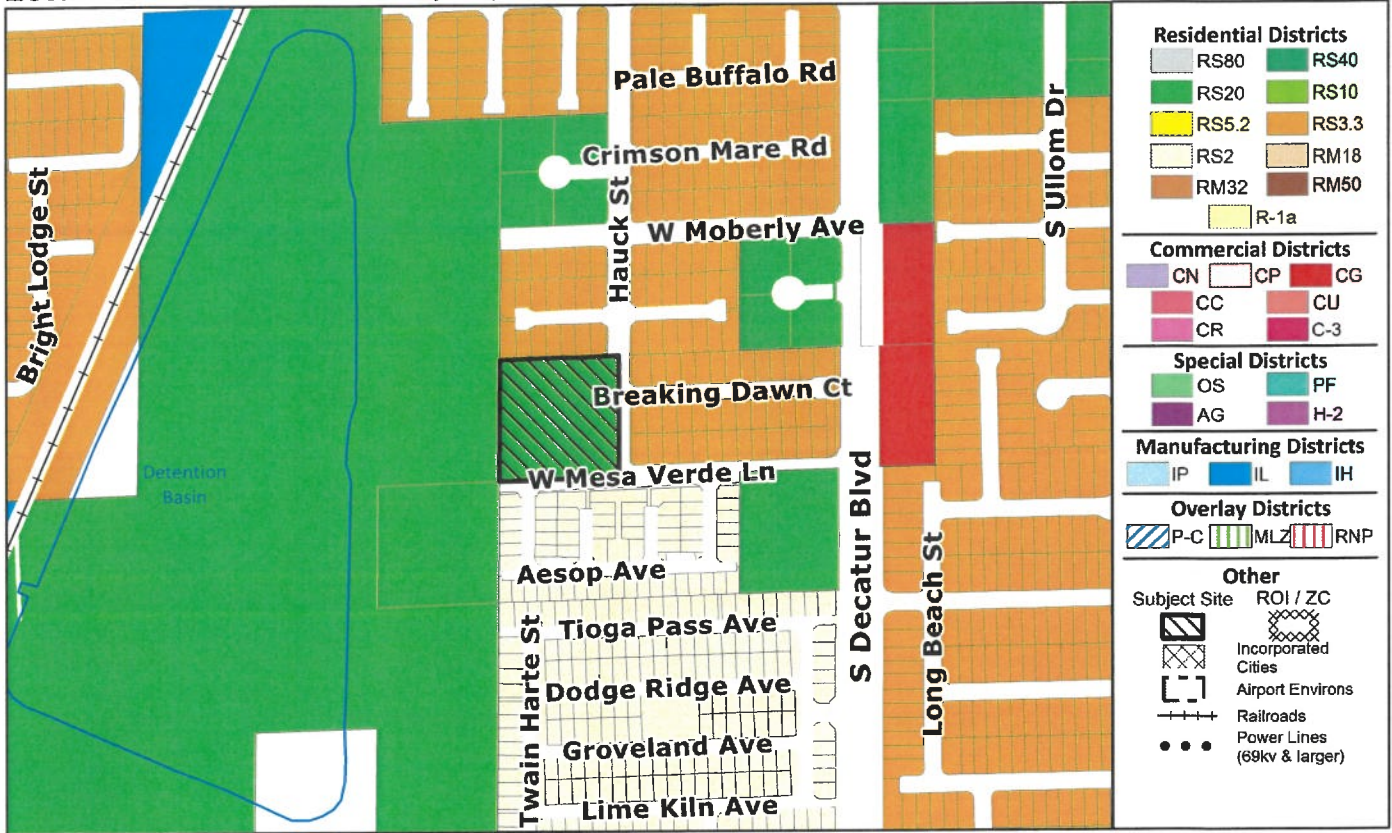 Pale Buffalo Rd
Crimson Mare Rd
S Ullom Dr
Hauck St
W Moberly Ave
Bright Lodge St
Breaking Dawn Ct
W Mesa Verde Ln
Detention
Basin
S Decatur Blvd
Aesop Ave
Long Beach St
Twain Harte St
Tioga Pass Ave
Dodge Ridge Ave
Groveland Ave
Lime Kiln Ave
Residential Districts
RS80 RS40
RS20 RS10
RS5.2 RS3.3
RS2 RM18
RM32 RM50
R-1a
Commercial Districts
CN CP CG
CC CU
CR C-3
Special Districts
OS PF
AG H-2
Manufacturing Districts
IP IL IH
Overlay Districts
P-C MLZ RNP
Other
Subject Site ROI / ZC
Incorporated
Cities
Airport Environs
Railroads
Power Lines
(69kv & larger)